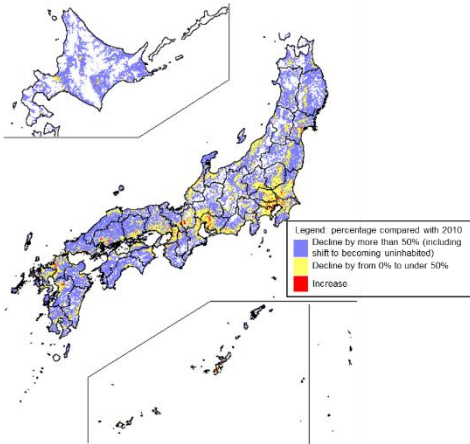 Legend: percentage compared with 2010
Decline by more than 50% (including
shift to becoming uninhabited)
Decline by from 0% to under 50%
Increase